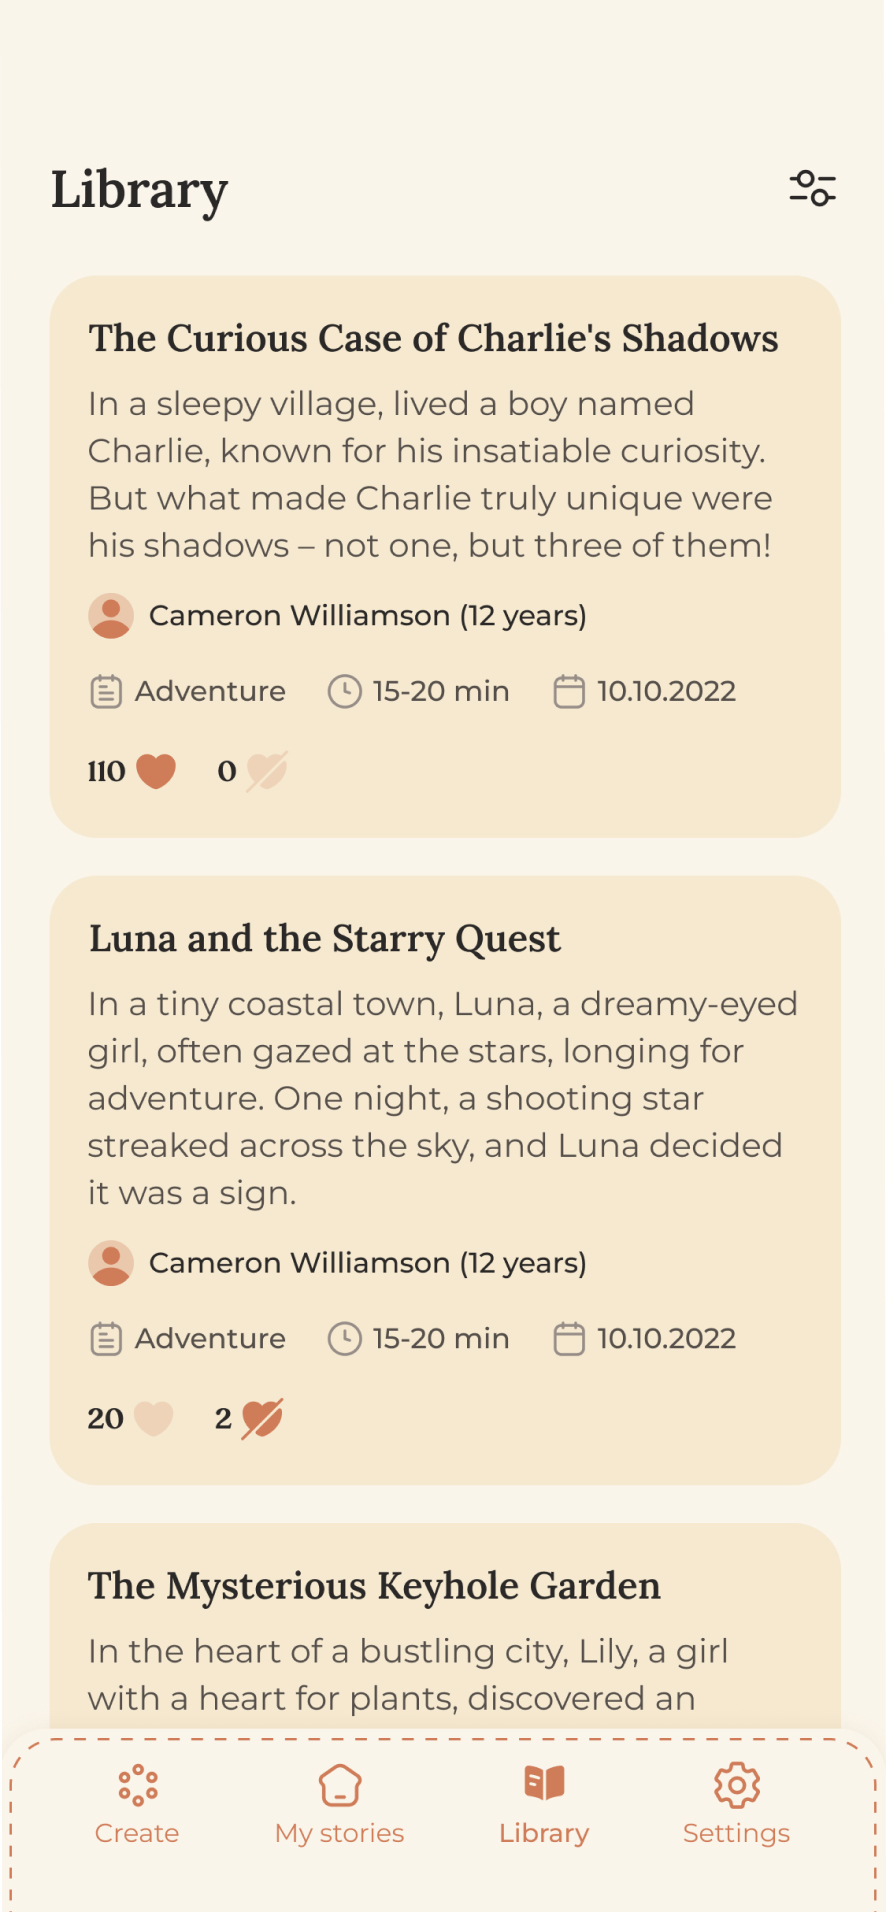 Library
The Curious Case of Charlie's Shadows
In a sleepy village, lived a boy named
Charlie, known for his insatiable curiosity.
But what made Charlie truly unique were
his shadows – not one, but three of them!
Cameron Williamson (12 years)
Adventure 15-20 min 10.10.2022
110 0
Luna and the Starry Quest
In a tiny coastal town, Luna, a dreamy-eyed
girl, often gazed at the stars, longing for
adventure. One night, a shooting star
streaked across the sky, and Luna decided
it was a sign.
Cameron Williamson (12 years)
Adventure 15-20 min 10.10.2022
20 2
The Mysterious Keyhole Garden
In the heart of a bustling city, Lily, a girl
with a heart for plants, discovered an
Create My stories Library Settings